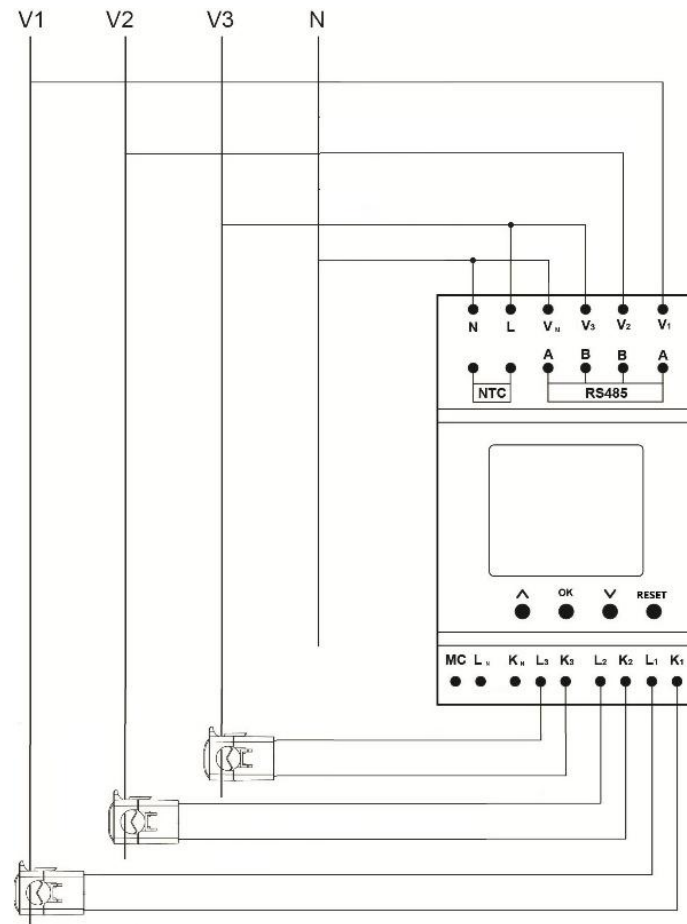 V1 V2 V3 N
N L VN V3 V2 V1
A B B A
NTC RS485
OK RESET
MC LN KN L3 K3 L2 K2 L1 K1